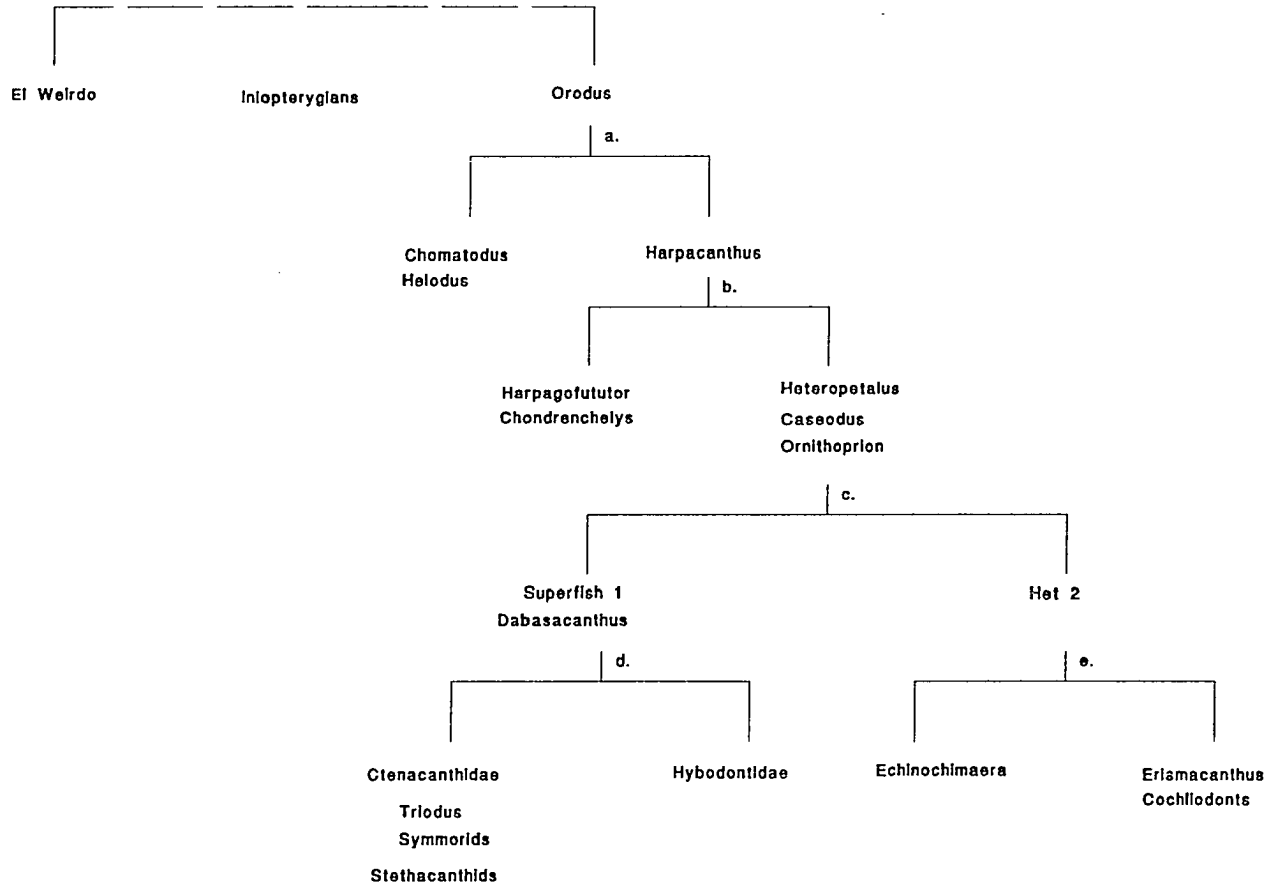 El Weirdo
Iniopterygians
Orodus
a.
Chomatodus
Helodus
Harpacanthus
b.
Harpagofututor
Chondrenchelys
Heteropetalus
Caseodus
Ornithoprion
c.
Superfish 1
Dabasacanthus
Het 2
d.
e.
Ctenacanthidae
Triodus
Symmorids
Stethacanthids
Hybodontidae
Echinochimaera
Erismacanthus
Cochliodonts